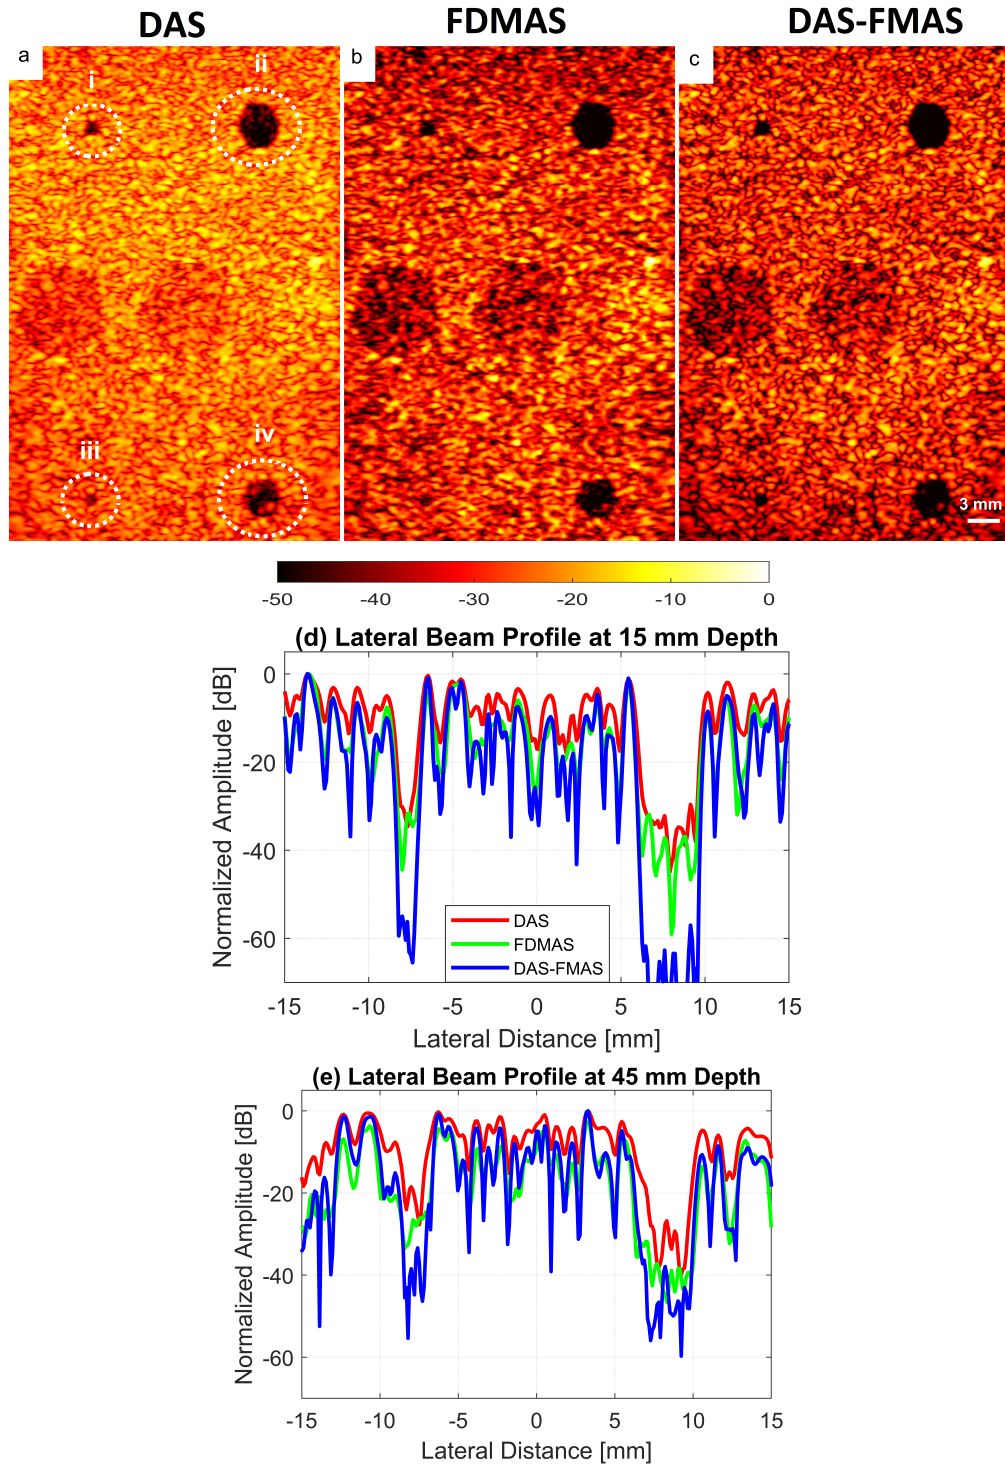 DAS FDMAS DAS-FMAS
a b c
i ii
iii iv
3 mm
-50 -40 -30 -20 -10 0
(d) Lateral Beam Profile at 15 mm Depth
Normalized Amplitude [dB]
0
-20
-40
-60
DAS
FDMAS
DAS-FMAS
-15 -10 -5 0 5 10 15
Lateral Distance [mm]
(e) Lateral Beam Profile at 45 mm Depth
Normalized Amplitude [dB]
0
-20
-40
-60
-15 -10 -5 0 5 10 15
Lateral Distance [mm]